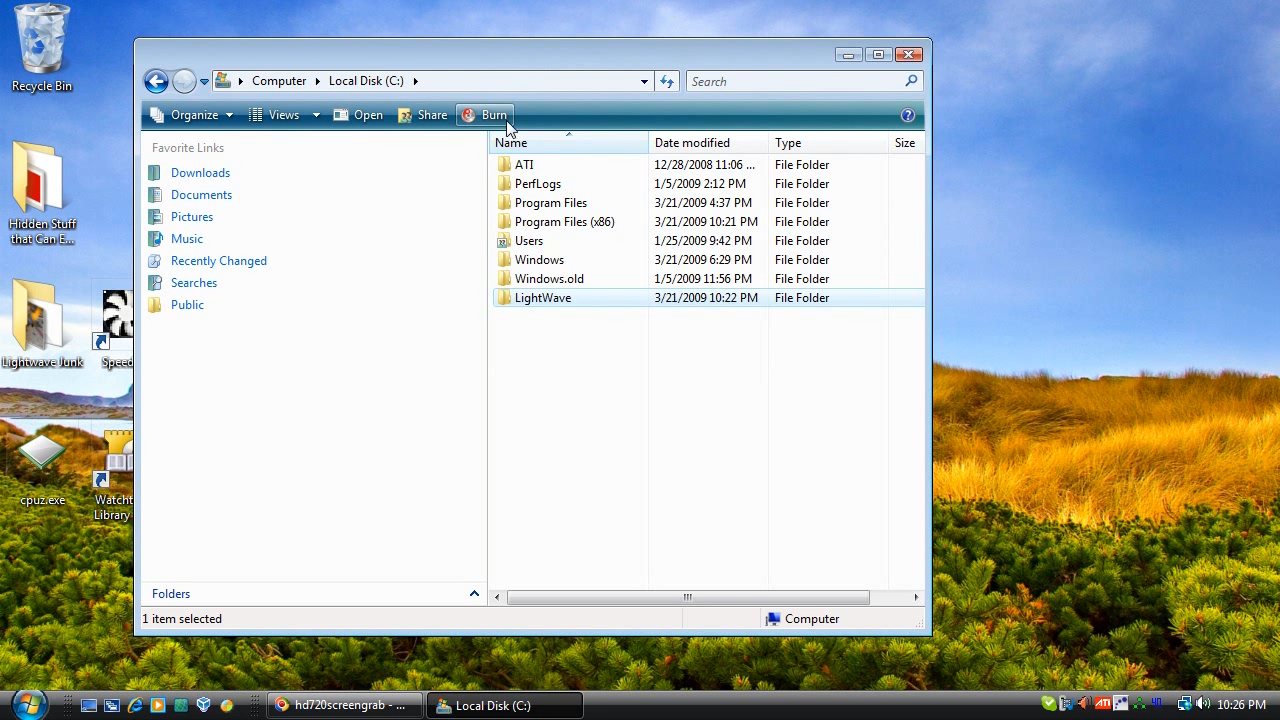 Recycle Bin
Hidden Stuff
that Can E...
Lightwave Junk
Speed
cpuz.exe
Watcht
Library
Computer
Local Disk (C:)
Search
Organize
Views
Open
Share
Burn
Favorite Links
Downloads
Documents
Pictures
Music
Recently Changed
Searches
Public
Folders
Name Date modified Type Size
ATI 12/28/2008 11:06 ... File Folder
PerfLogs 1/5/2009 2:12 PM File Folder
Program Files 3/21/2009 4:37 PM File Folder
Program Files (x86) 3/21/2009 10:21 PM File Folder
Users 1/25/2009 9:42 PM File Folder
Windows 3/21/2009 6:29 PM File Folder
Windows.old 1/5/2009 11:56 PM File Folder
LightWave 3/21/2009 10:22 PM File Folder
1 item selected
Computer
hd720screengrab - ...
Local Disk (C:)
ATI
10:26 PM